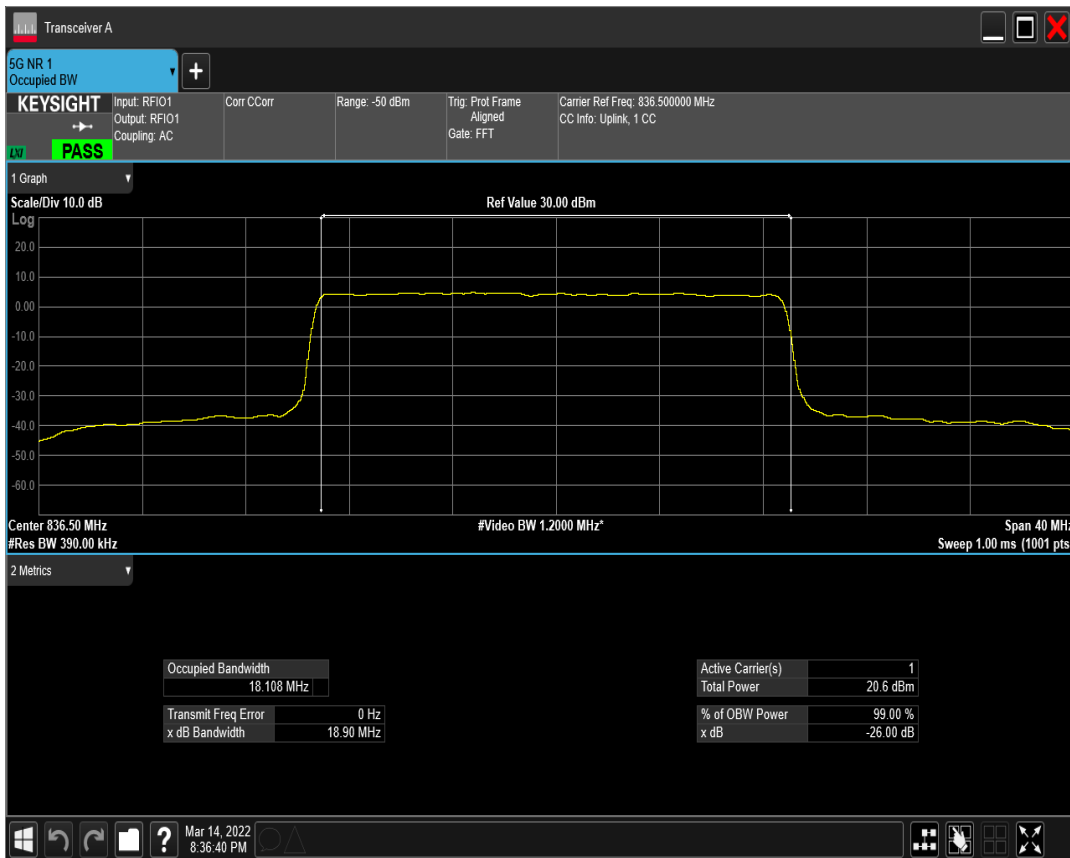 Transceiver A
5G NR 1
Occupied BW
+
KEYSIGHT
LXI
PASS
Input: RFIO1
Output: RFIO1
Coupling: AC
Corr CCorr
Range: -50 dBm
Trig: Prot Frame
Aligned
Gate: FFT
Carrier Ref Freq: 836.500000 MHz
CC Info: Uplink, 1 CC
1 Graph
Scale/Div 10.0 dB
Ref Value 30.00 dBm
Log
20.0
10.0
0.00
-10.0
-20.0
-30.0
-40.0
-50.0
-60.0
Center 836.50 MHz
#Video BW 1.2000 MHz*
Span 40 MHz
#Res BW 390.00 kHz
Sweep 1.00 ms (1001 pts
2 Metrics
Occupied Bandwidth
18.108 MHz
Transmit Freq Error 0 Hz
x dB Bandwidth 18.90 MHz
Active Carrier(s) 1
Total Power 20.6 dBm
% of OBW Power 99.00 %
x dB -26.00 dB
?
Mar 14, 2022
8:36:40 PM